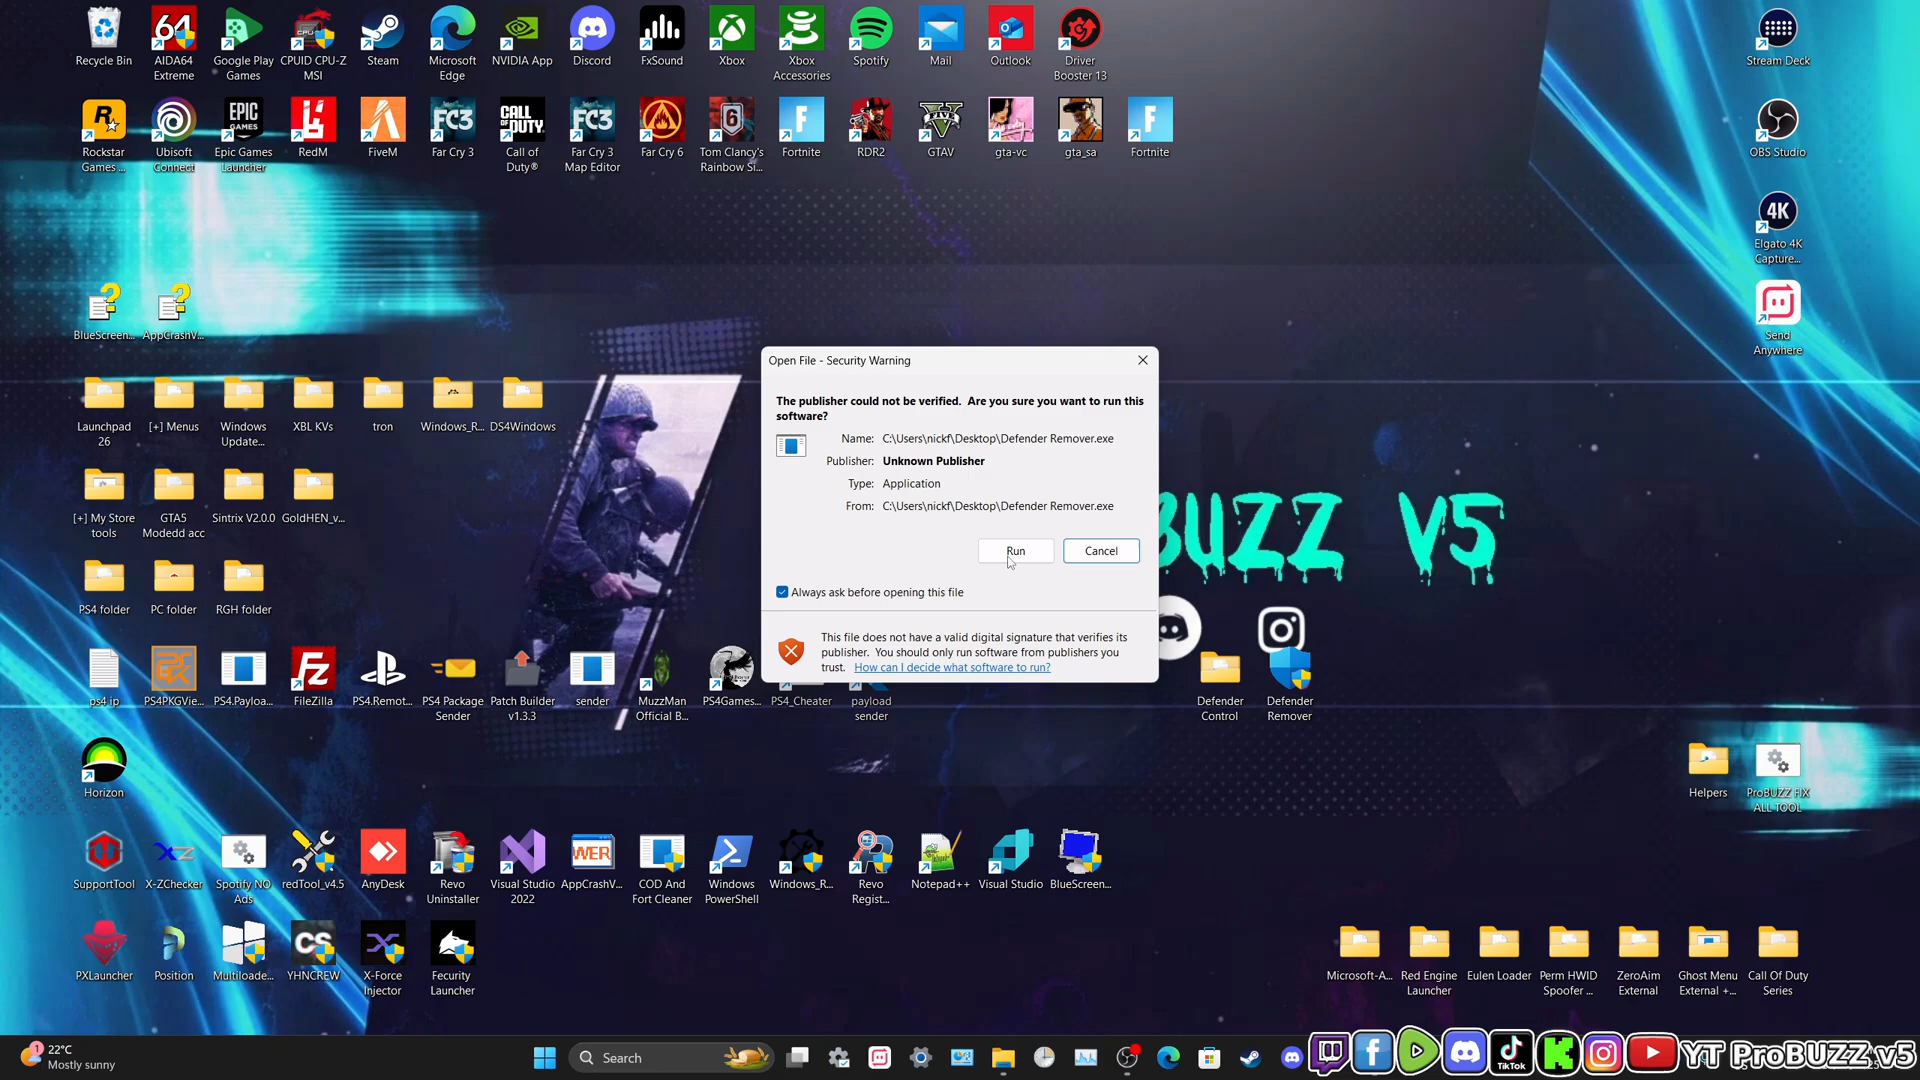 Recycle Bin
AIDA64
Extreme
Google Play
Games
CPUID CPU-Z
MSI
Steam
Microsoft
Edge
NVIDIA App
Discord
FxSound
Xbox
Xbox
Accessories
Spotify
Mail
Outlook
Driver
Booster 13
Stream Deck
Rockstar
Games ...
Ubisoft
Connect
Epic Games
Launcher
RedM
FiveM
Far Cry 3
Call of
Duty®
Far Cry 3
Map Editor
Far Cry 6
Tom Clancy's
Rainbow Si...
Fortnite
RDR2
GTAV
gta-vc
gta_sa
Fortnite
OBS Studio
4K
Elgato 4K
Capture...
BlueScreen...
AppCrashV...
Send
Anywhere
Open File - Security Warning
The publisher could not be verified. Are you sure you want to run this
software?
Name: C:\Users\nickf\Desktop\Defender Remover.exe
Publisher: Unknown Publisher
Type: Application
From: C:\Users\nickf\Desktop\Defender Remover.exe
Run
Cancel
Always ask before opening this file
This file does not have a valid digital signature that verifies its
publisher. You should only run software from publishers you
trust. How can I decide what software to run?
BUZZ V5
Launchpad
26
[+] Menus
Windows
Update...
XBL KVs
tron
Windows_R...
DS4Windows
[+] My Store
tools
GTA5
Modedd acc
Sintrix V2.0.0
GoldHEN_v...
PS4 folder
PC folder
RGH folder
ps4 ip
PS4PKGVie...
PS4.Payloa...
FileZilla
PS4.Remot...
PS4 Package
Sender
Patch Builder
v1.3.3
sender
MuzzMan
Official B...
PS4Games...
PS4_Cheater
payload
sender
Defender
Control
Defender
Remover
Horizon
Helpers
ProBUZZ FIX
ALL TOOL
SupportTool
X-ZChecker
Spotify NO
Ads
redTool_v4.5
AnyDesk
Revo
Uninstaller
Visual Studio
2022
AppCrashV...
COD And
Fort Cleaner
Windows
PowerShell
Windows_R...
Revo
Regist...
Notepad++
Visual Studio
BlueScreen...
PXLauncher
Position
Multiloade...
YHNCREW
X-Force
Injector
Fecurity
Launcher
Microsoft-A...
Red Engine
Launcher
Eulen Loader
Perm HWID
Spoofer ...
ZeroAim
External
Ghost Menu
External +...
Call Of Duty
Series
1
22°C
Mostly sunny
Search
TikTok
YT ProBUZZ v5